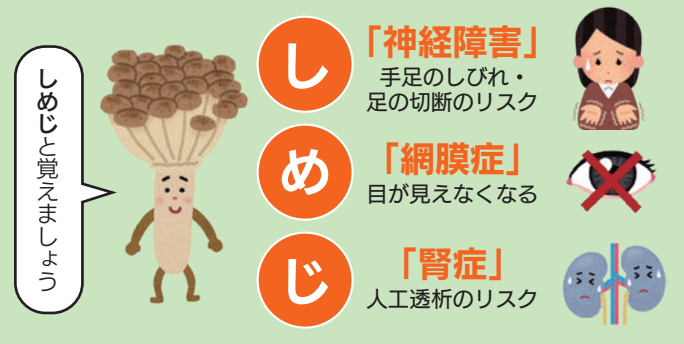 しめじと覚えましょう
し
「神経障害」
手足のしびれ・
足の切断のリスク
め
「網膜症」
目が見えなくなる
じ
「腎症」
人工透析のリスク